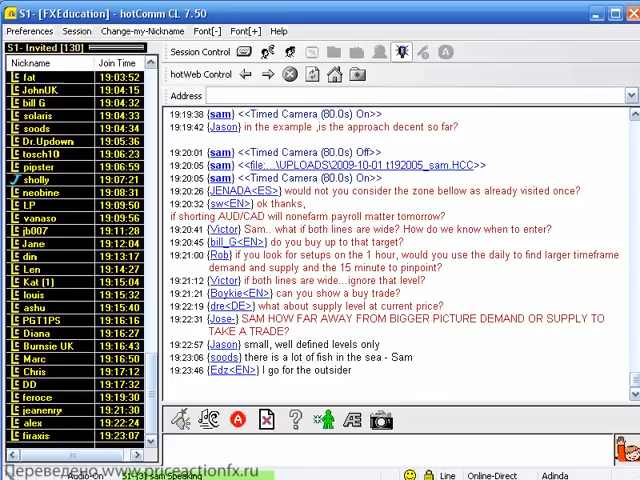 S1- [FXEducation] - hotComm CL 7.50
Preferences Session Change-my-Nickname Font[-] Font[+] Help
S1- Invited [130]
Session Control
Nickname Join Time
hotWeb Control
Address
fat 19:03:52
JohnUK 19:04:15
bill G 19:04:32
solaris 19:04:33
soods 19:04:34
Dr.Updown 19:05:36
tosch10 19:06:23
pipster 19:06:59
sholly 19:07:21
neobine 19:08:31
LP 19:09:50
vanaso 19:09:56
jb007 19:11:28
Jane 19:12:04
din 19:13:17
Len 19:14:27
Kat (1) 19:15:04
louis 19:15:32
ashu 19:15:40
PGT1PS 19:16:40
Diana 19:16:27
Burnsie UK 19:16:43
Marc 19:16:50
Chris 19:17:12
DD 19:17:32
feroce 19:19:30
jeanenry 19:21:30
alex 19:22:24
firaxis 19:23:07
19:19:38 {sam} <<Timed Camera (80.0s) On>>
19:19:42 {Jason} in the example ,is the approach decent so far?
19:20:01 {sam} <<Timed Camera (80.0s) Off>>
19:20:05 {sam} <<file:...\UPLOADS\2009-10-01 t192005_sam.HCC>>
19:20:05 {sam} <<Timed Camera (80.0s) On>>
19:20:26 {JENADA<ES>} would not you consider the zone bellow as already visited once?
19:20:32 {sw<EN>} ok thanks,
if shorting AUD/CAD will nonefarm payroll matter tomorrow?
19:20:41 {Victor} Sam.. what if both lines are wide? How do we know when to enter?
19:20:45 {bill_G<EN>} do you buy up to that target?
19:21:00 {Rob} if you look for setups on the 1 hour, would you use the daily to find larger timeframe
demand and supply and the 15 minute to pinpoint?
19:21:12 {Victor} if both lines are wide...ignore that level?
19:21:21 {Boykie<EN>} can you show a buy trade?
19:22:19 {dre<DE>} what about supply level at current price?
19:22:31 {Jose-} SAM HOW FAR AWAY FROM BIGGER PICTURE DEMAND OR SUPPLY TO
TAKE A TRADE?
19:22:57 {Jason} small, well defined levels only
19:23:06 {soods} there is a lot of fish in the sea - Sam
19:23:46 {Edz<EN>} I go for the outsider
Переведено www.priceactionfx.ru
Audio-On S1-(3) sam Speaking Line Online-Direct Adinda